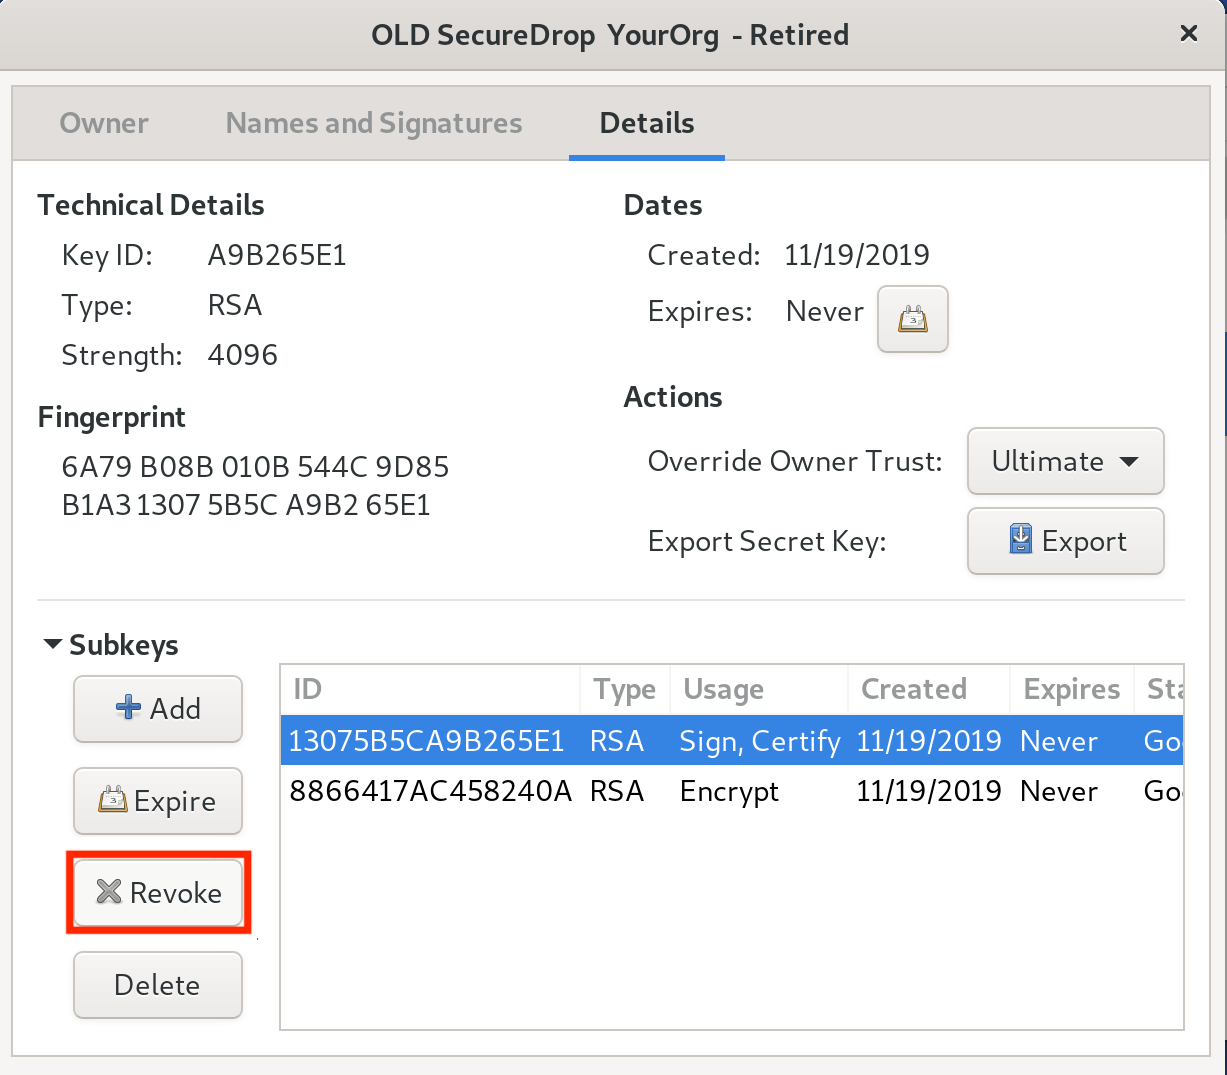 OLD SecureDrop YourOrg - Retired
Owner Names and Signatures Details
Technical Details
Key ID: A9B265E1
Type: RSA
Strength: 4096
Fingerprint
6A79 B08B 010B 544C 9D85
B1A3 1307 5B5C A9B2 65E1
Dates
Created: 11/19/2019
Expires: Never
Actions
Override Owner Trust: Ultimate
Export Secret Key: Export
Subkeys
Add
Expire
Revoke
Delete
ID Type Usage Created Expires Sta
13075B5CA9B265E1 RSA Sign, Certify 11/19/2019 Never Goo
8866417AC458240A RSA Encrypt 11/19/2019 Never Goo